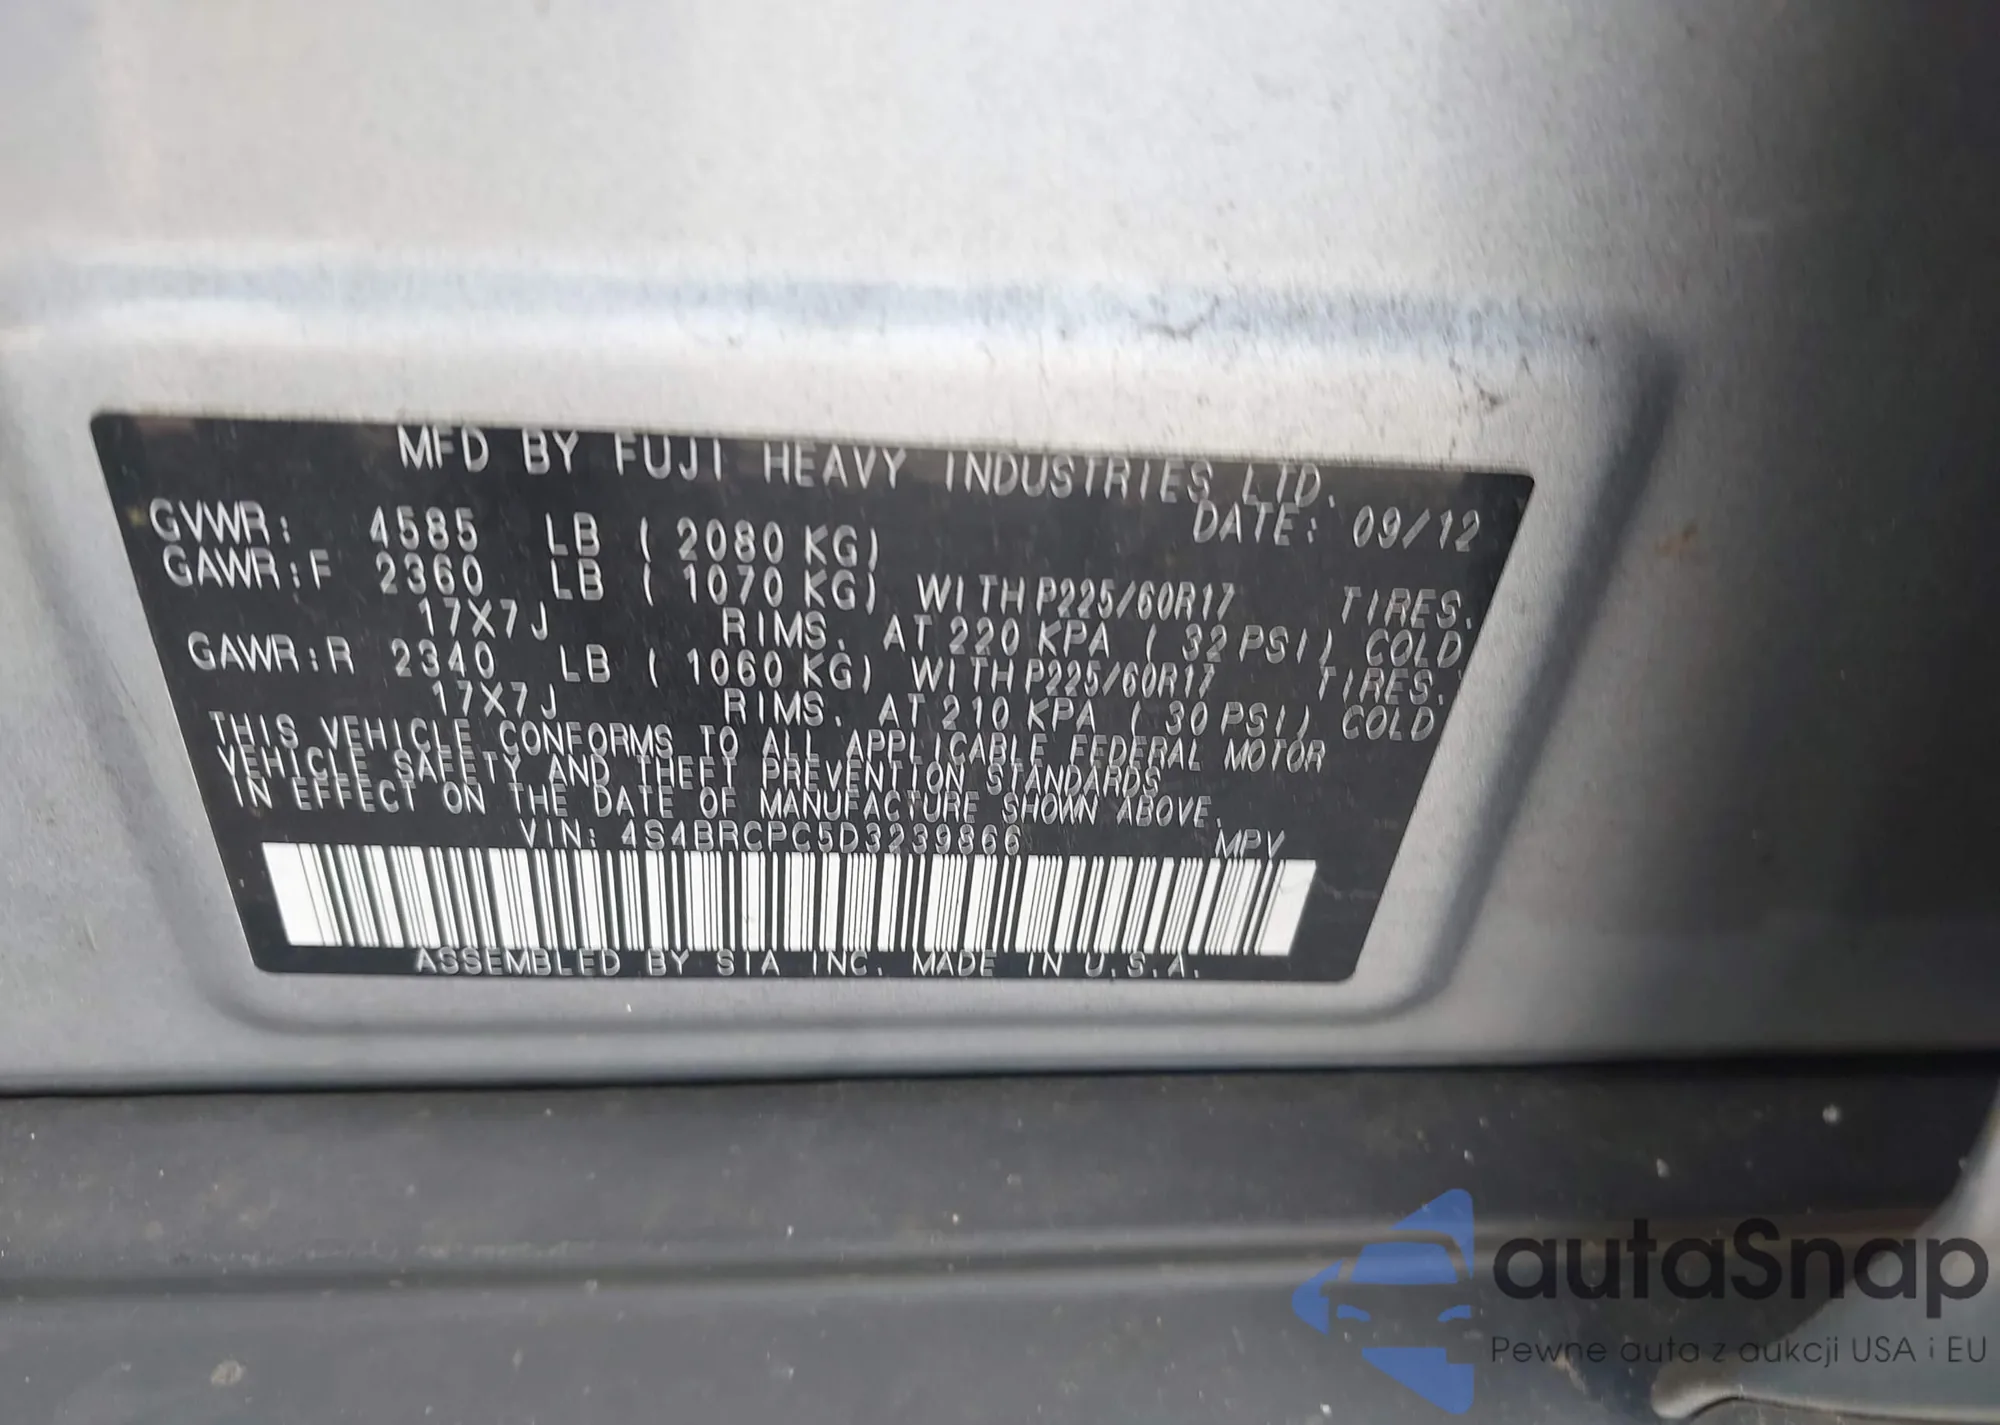 MFD BY FUJI HEAVY INDUSTRIES LTD.
DATE: 09/12
GVWR: 4585 LB ( 2080 KG)
GAWR:F 2360 LB ( 1070 KG) WITH P225/60R17 TIRES.
17X7J RIMS. AT 220 KPA ( 32 PSI) COLD
GAWR:R 2340 LB ( 1060 KG) WITH P225/60R17 TIRES.
17X7J RIMS. AT 210 KPA ( 30 PSI) COLD
THIS VEHICLE CONFORMS TO ALL APPLICABLE FEDERAL MOTOR
VEHICLE SAFETY AND THEFT PREVENTION STANDARDS
IN EFFECT ON THE DATE OF MANUFACTURE SHOWN ABOVE.
VIN: 4S4BRCPC5D3239866 MPV
ASSEMBLED BY SIA INC. MADE IN U.S.A.
autaSnap
Pewne auta z aukcji USA i EU